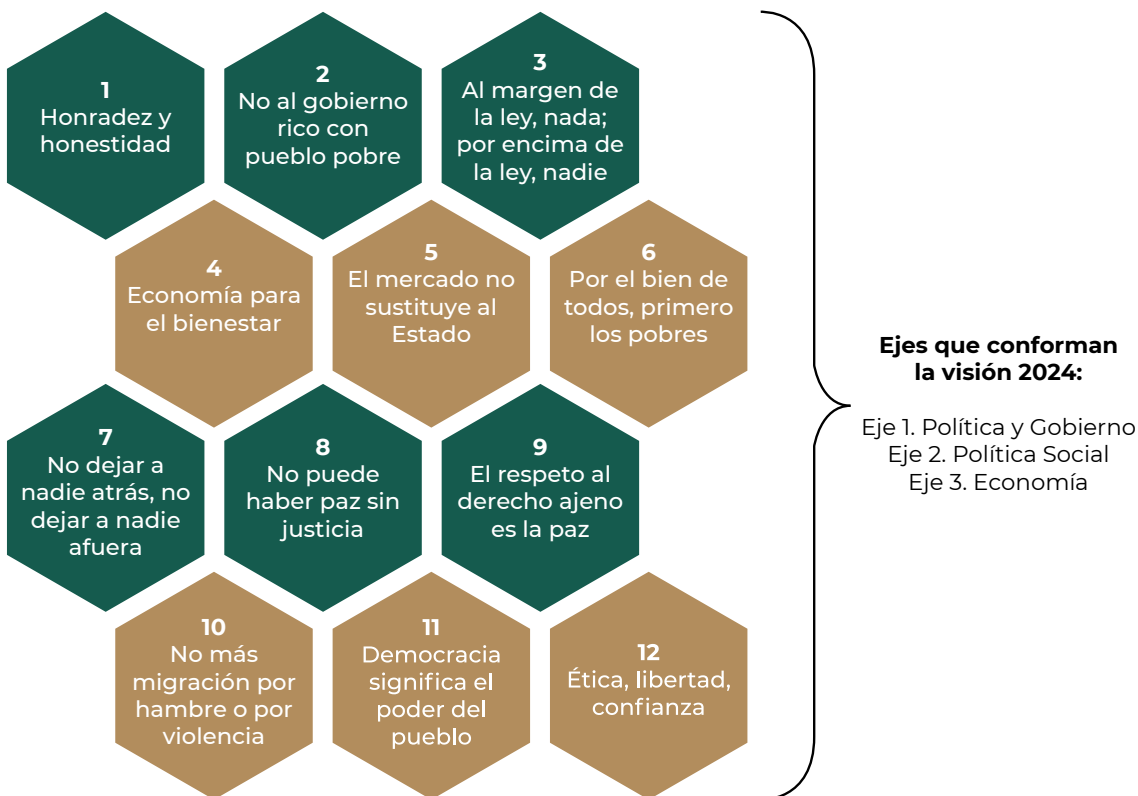 1
Honradez y
honestidad
2
No al gobierno
rico con
pueblo pobre
3
Al margen de
la ley, nada;
por encima de
la ley, nadie
4
Economía para
el bienestar
5
El mercado no
sustituye al
Estado
6
Por el bien de
todos, primero
los pobres
7
No dejar a
nadie atrás, no
dejar a nadie
afuera
8
No puede
haber paz sin
justicia
9
El respeto al
derecho ajeno
es la paz
10
No más
migración por
hambre o por
violencia
11
Democracia
significa el
poder del
pueblo
12
Ética, libertad,
confianza
Ejes que conforman
la visión 2024:
Eje 1. Política y Gobierno
Eje 2. Política Social
Eje 3. Economía